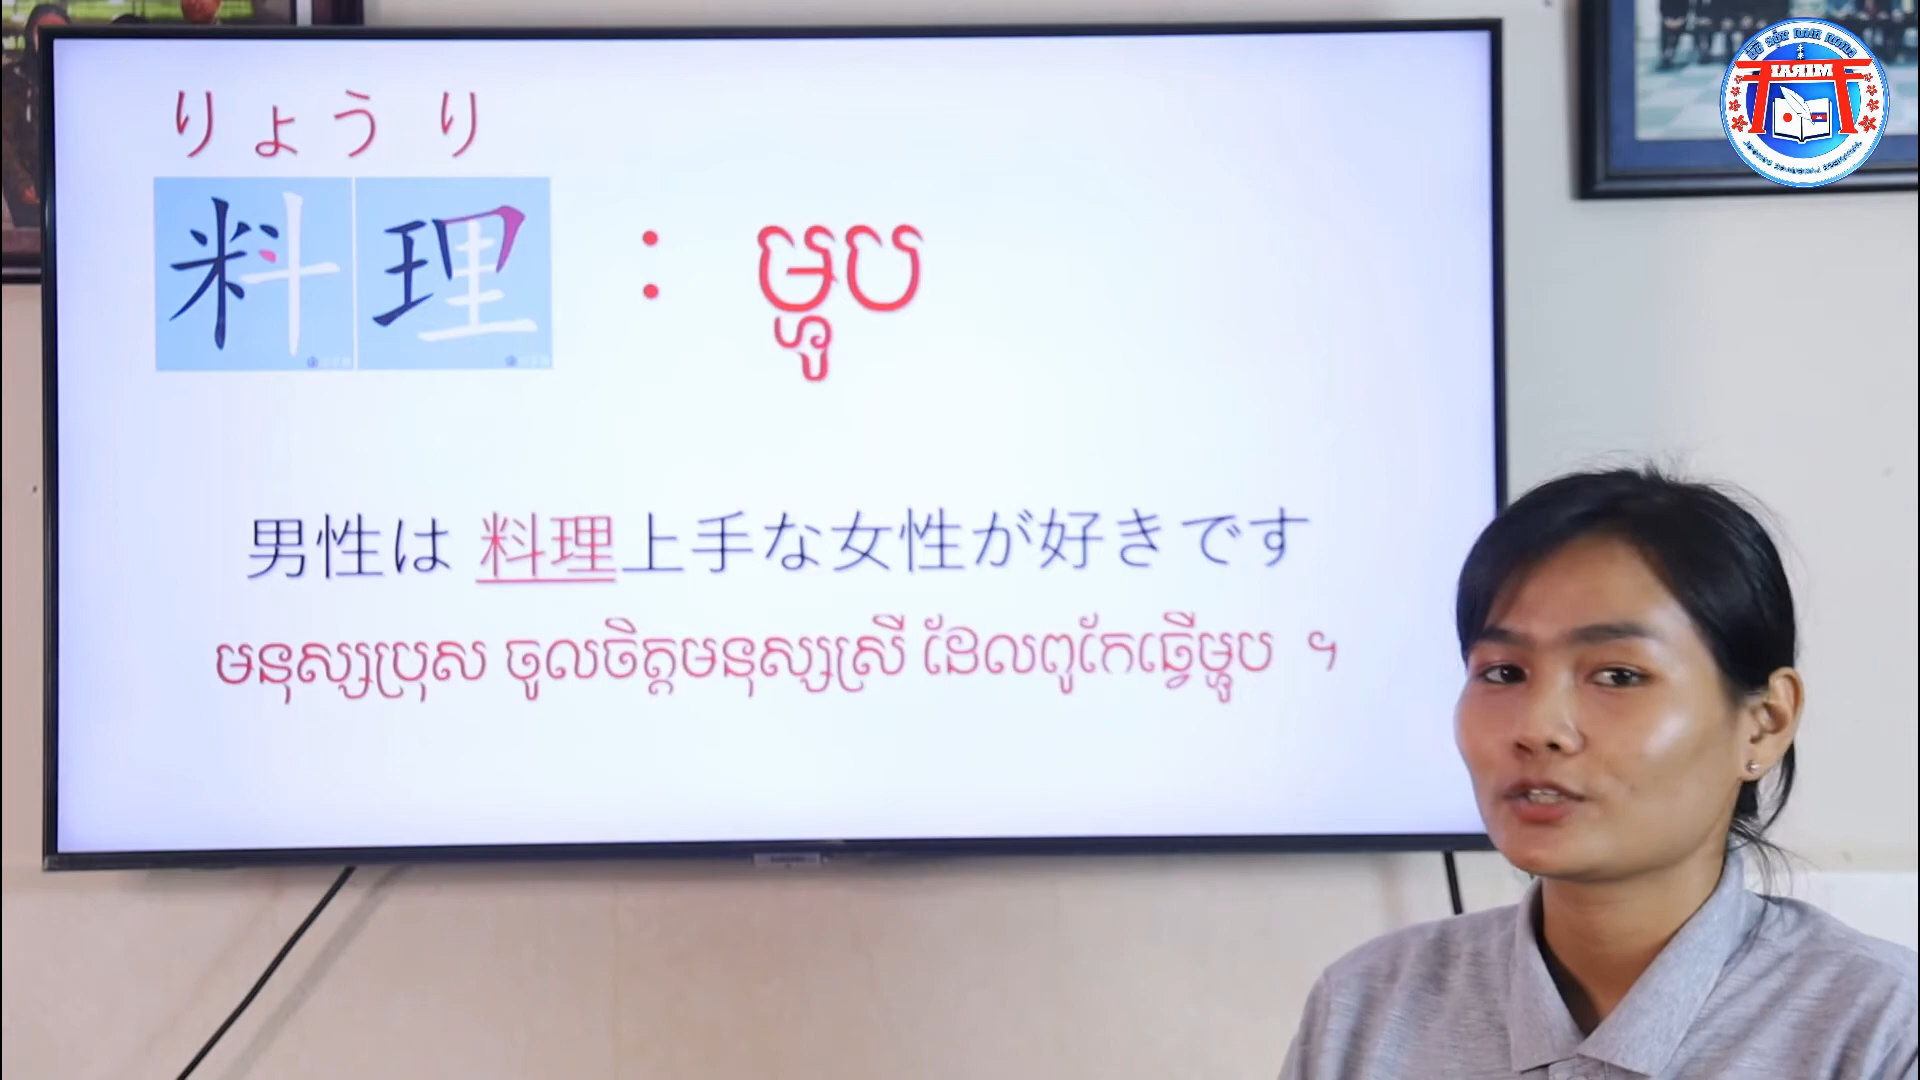 りょうり
料理 : ម្ហូប
男性は 料理上手な女性が好きです
មនុស្សប្រុស ចូលចិត្តមនុស្សស្រី ដែលពូកែធ្វើម្ហូប ។
MIRAI